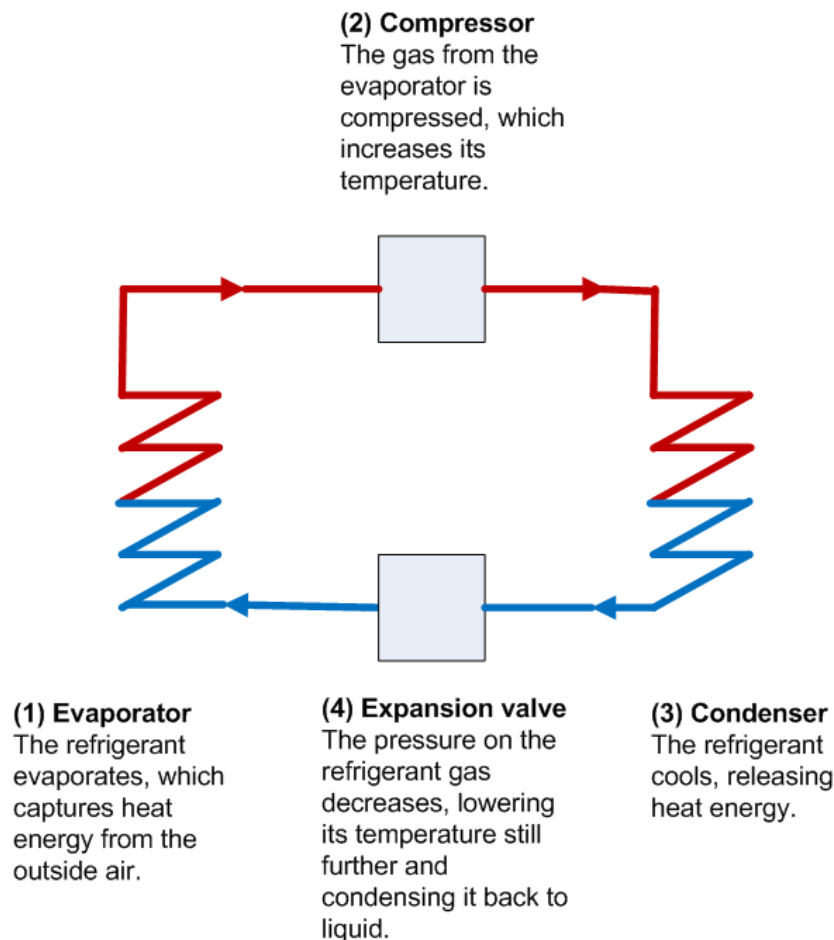 (2) Compressor
The gas from the
evaporator is
compressed, which
increases its
temperature.
(1) Evaporator
The refrigerant
evaporates, which
captures heat
energy from the
outside air.
(4) Expansion valve
The pressure on the
refrigerant gas
decreases, lowering
its temperature still
further and
condensing it back to
liquid.
(3) Condenser
The refrigerant
cools, releasing
heat energy.